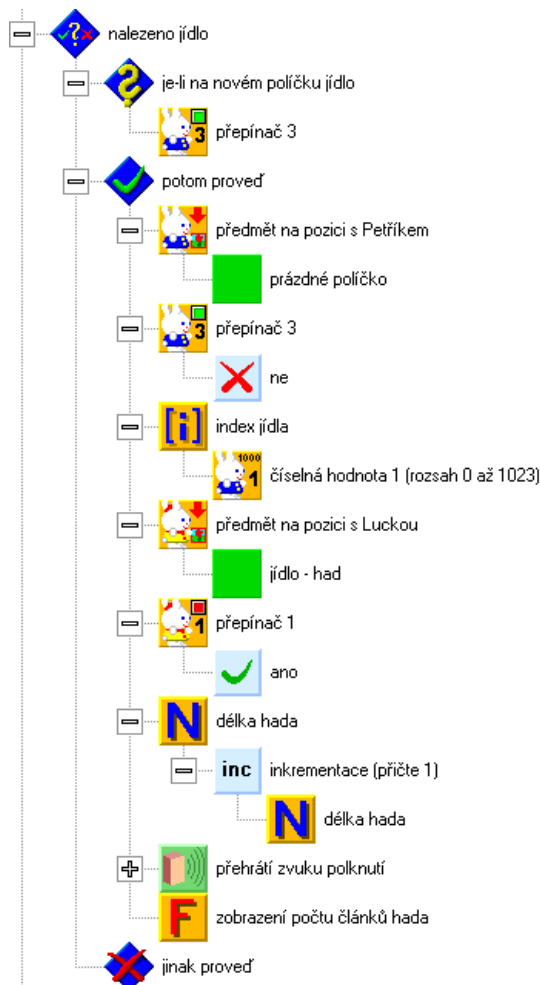 nalezeno jídlo
je-li na novém políčku jídlo
3 přepínač 3
potom proveď
předmět na pozici s Petříkem
prázdné políčko
3 přepínač 3
ne
[i] index jídla
1000
1 číselná hodnota 1 (rozsah 0 až 1023)
předmět na pozici s Luckou
jídlo - had
1 přepínač 1
ano
N délka hada
inc inkrementace (přičte 1)
N délka hada
přehrátí zvuku polknutí
F zobrazení počtu článků hada
jinak proveď